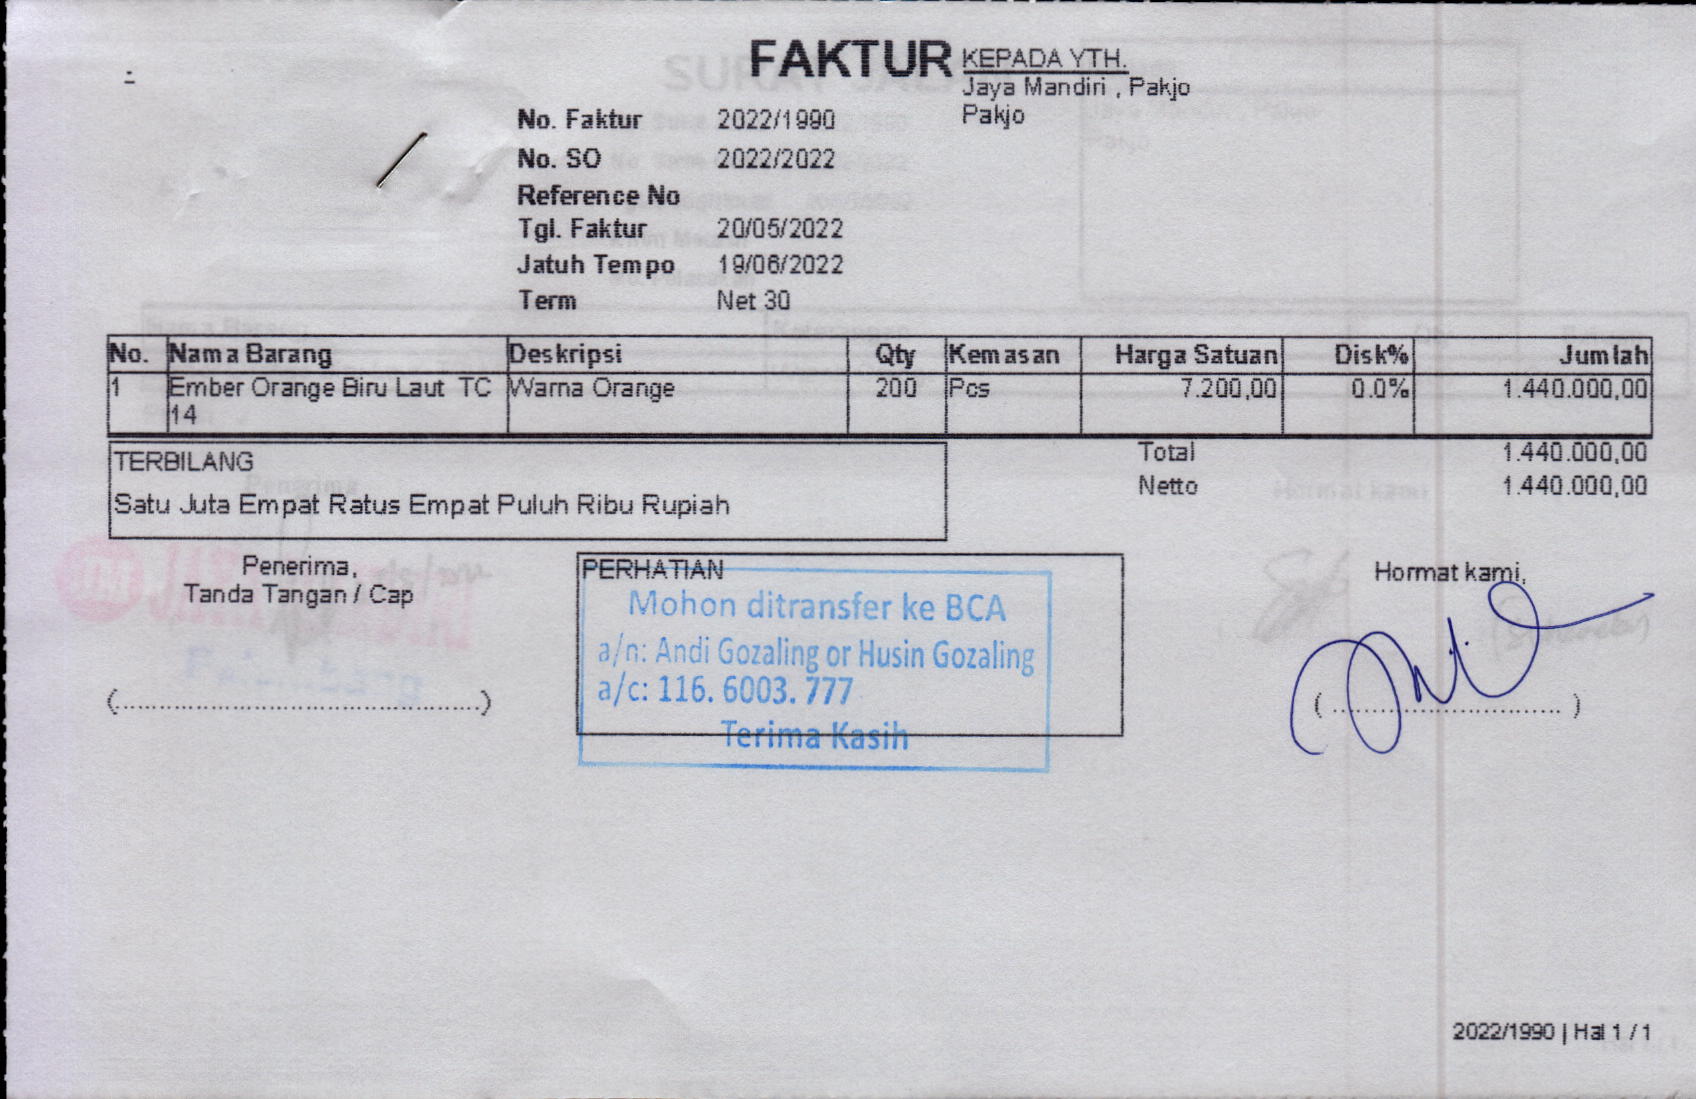 FAKTUR
KEPADA YTH.
Jaya Mandiri , Pakjo
Pakjo
No. Faktur 2022/1990
No. SO 2022/2022
Reference No
Tgl. Faktur 20/05/2022
Jatuh Tempo 19/06/2022
Term Net 30
No. Nama Barang Deskripsi Qty Kemasan Harga Satuan Disk% Jumlah
1 Ember Orange Biru Laut TC Warna Orange 200 Pcs 7.200,00 0.0% 1.440.000,00
14
Total 1.440.000,00
Netto 1.440.000,00
TERBILANG
Satu Juta Empat Ratus Empat Puluh Ribu Rupiah
Penerima,
Tanda Tangan / Cap
(..........................................)
PERHATIAN
Mohon ditransfer ke BCA
a/n: Andi Gozaling or Husin Gozaling
a/c: 116. 6003. 777
Terima Kasih
Hormat kami,
( .............................. )
2022/1990 | Hal 1 / 1